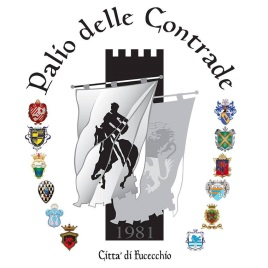 Palio delle Contrade
1981
Citta' di Fucecchio